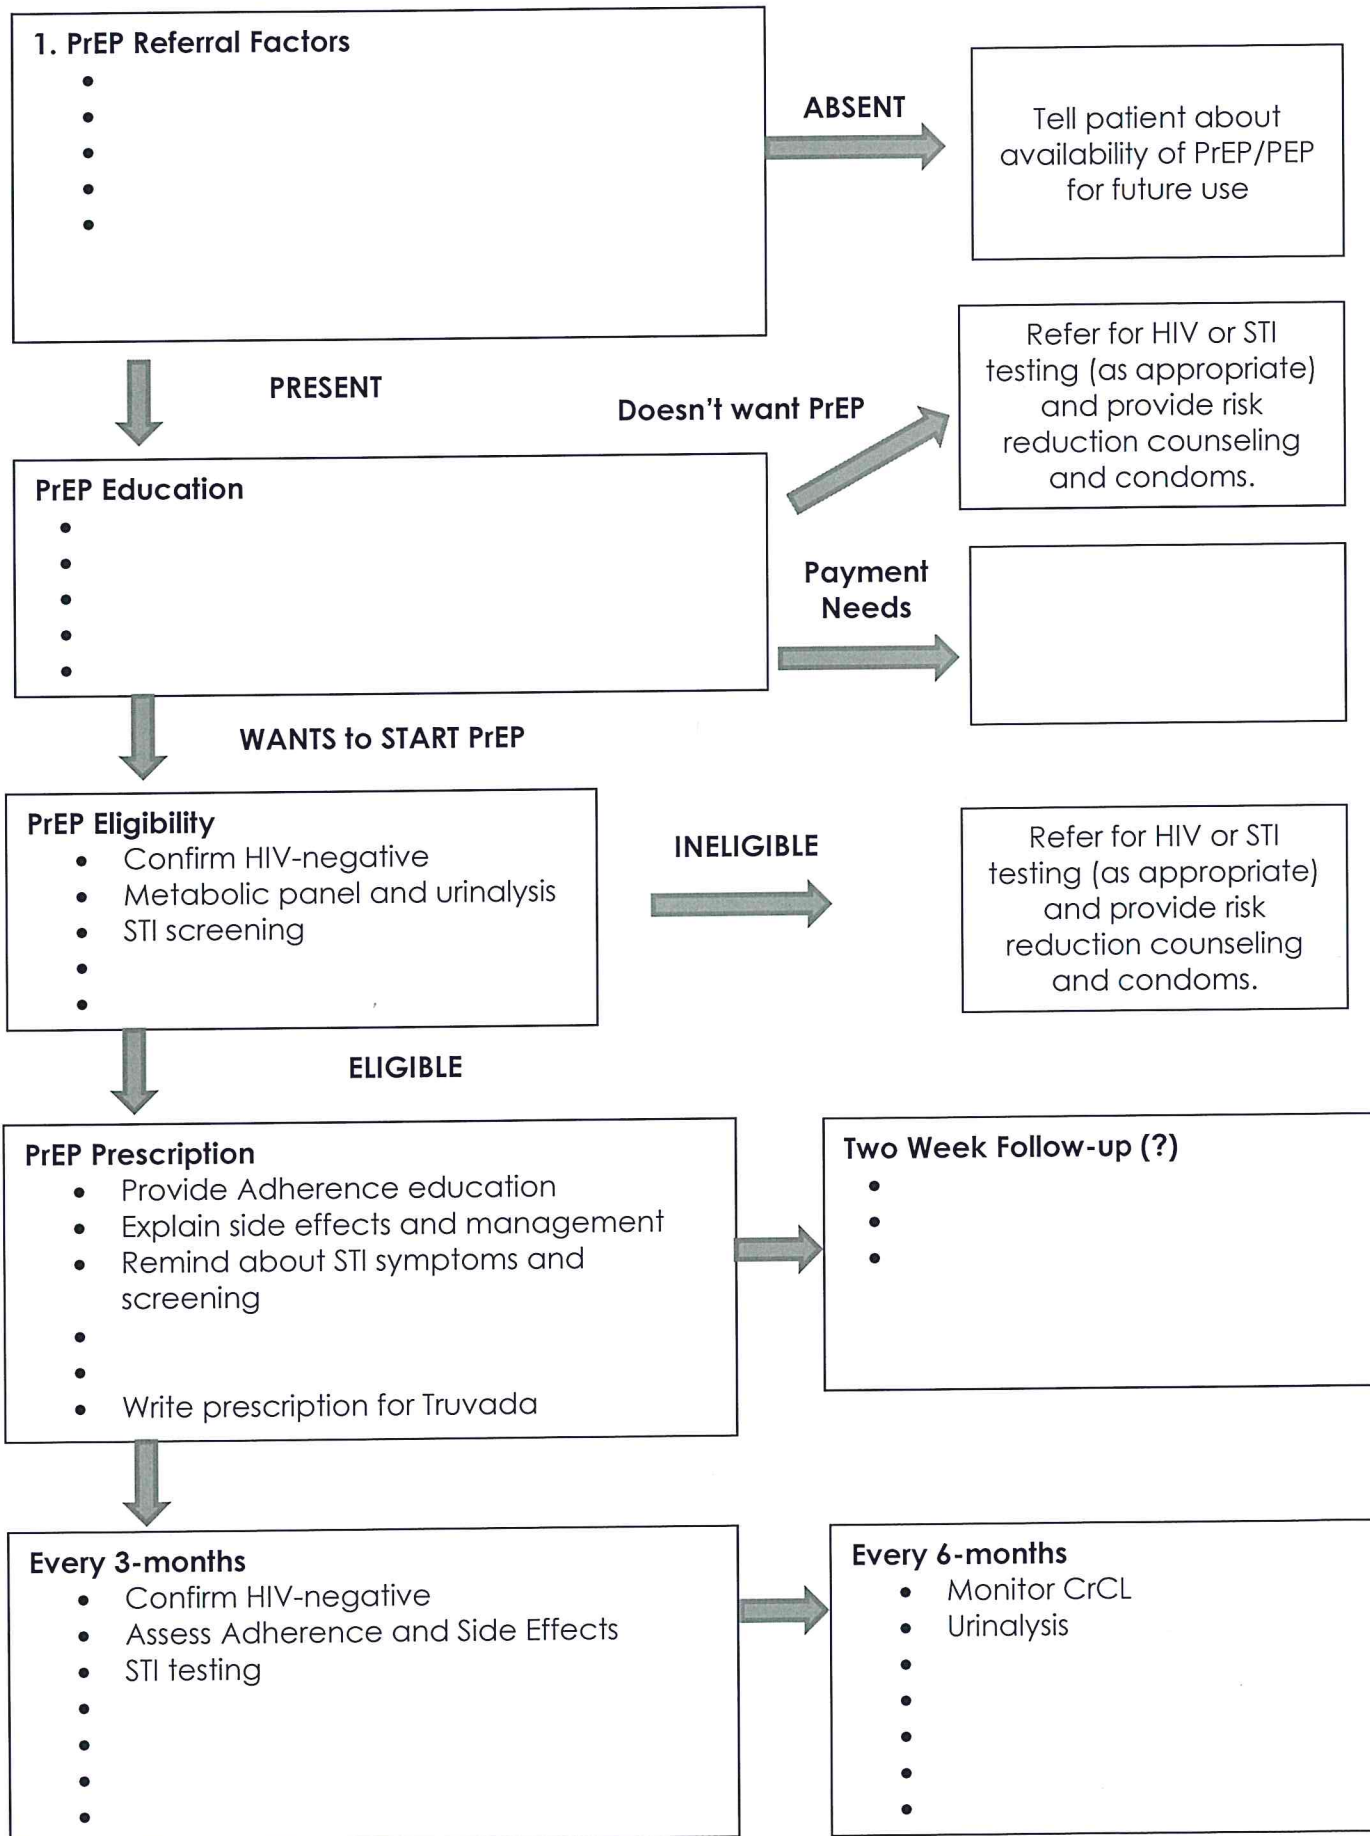 1. PrEP Referral Factors
•
•
•
•
•
ABSENT
Tell patient about
availability of PrEP/PEP
for future use
PRESENT
Doesn't want PrEP
Refer for HIV or STI
testing (as appropriate)
and provide risk
reduction counseling
and condoms.
PrEP Education
•
•
•
•
•
Payment
Needs
WANTS to START PrEP
PrEP Eligibility
• Confirm HIV-negative
• Metabolic panel and urinalysis
• STI screening
•
•
INELIGIBLE
Refer for HIV or STI
testing (as appropriate)
and provide risk
reduction counseling
and condoms.
ELIGIBLE
PrEP Prescription
• Provide Adherence education
• Explain side effects and management
• Remind about STI symptoms and
screening
•
•
• Write prescription for Truvada
Two Week Follow-up (?)
•
•
•
Every 3-months
• Confirm HIV-negative
• Assess Adherence and Side Effects
• STI testing
•
•
•
•
Every 6-months
• Monitor CrCL
• Urinalysis
•
•
•
•
•